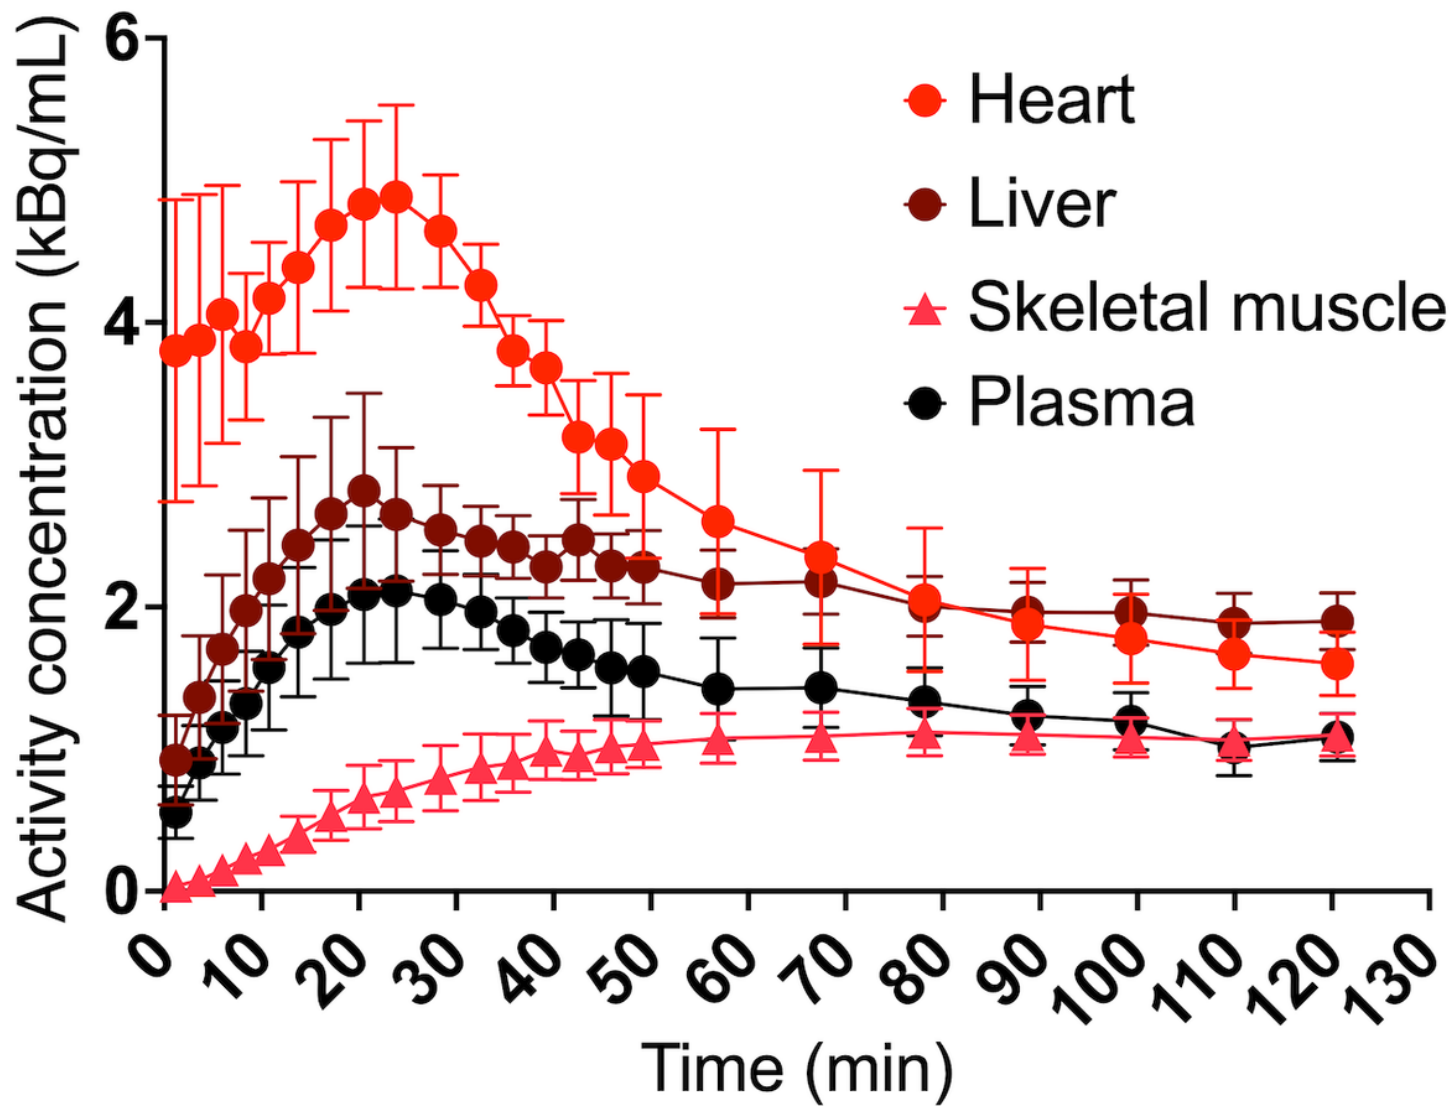 Activity concentration (kBq/mL)
6
4
2
0
Heart
Liver
Skeletal muscle
Plasma
0 10 20 30 40 50 60 70 80 90 100 110 120 130
Time (min)